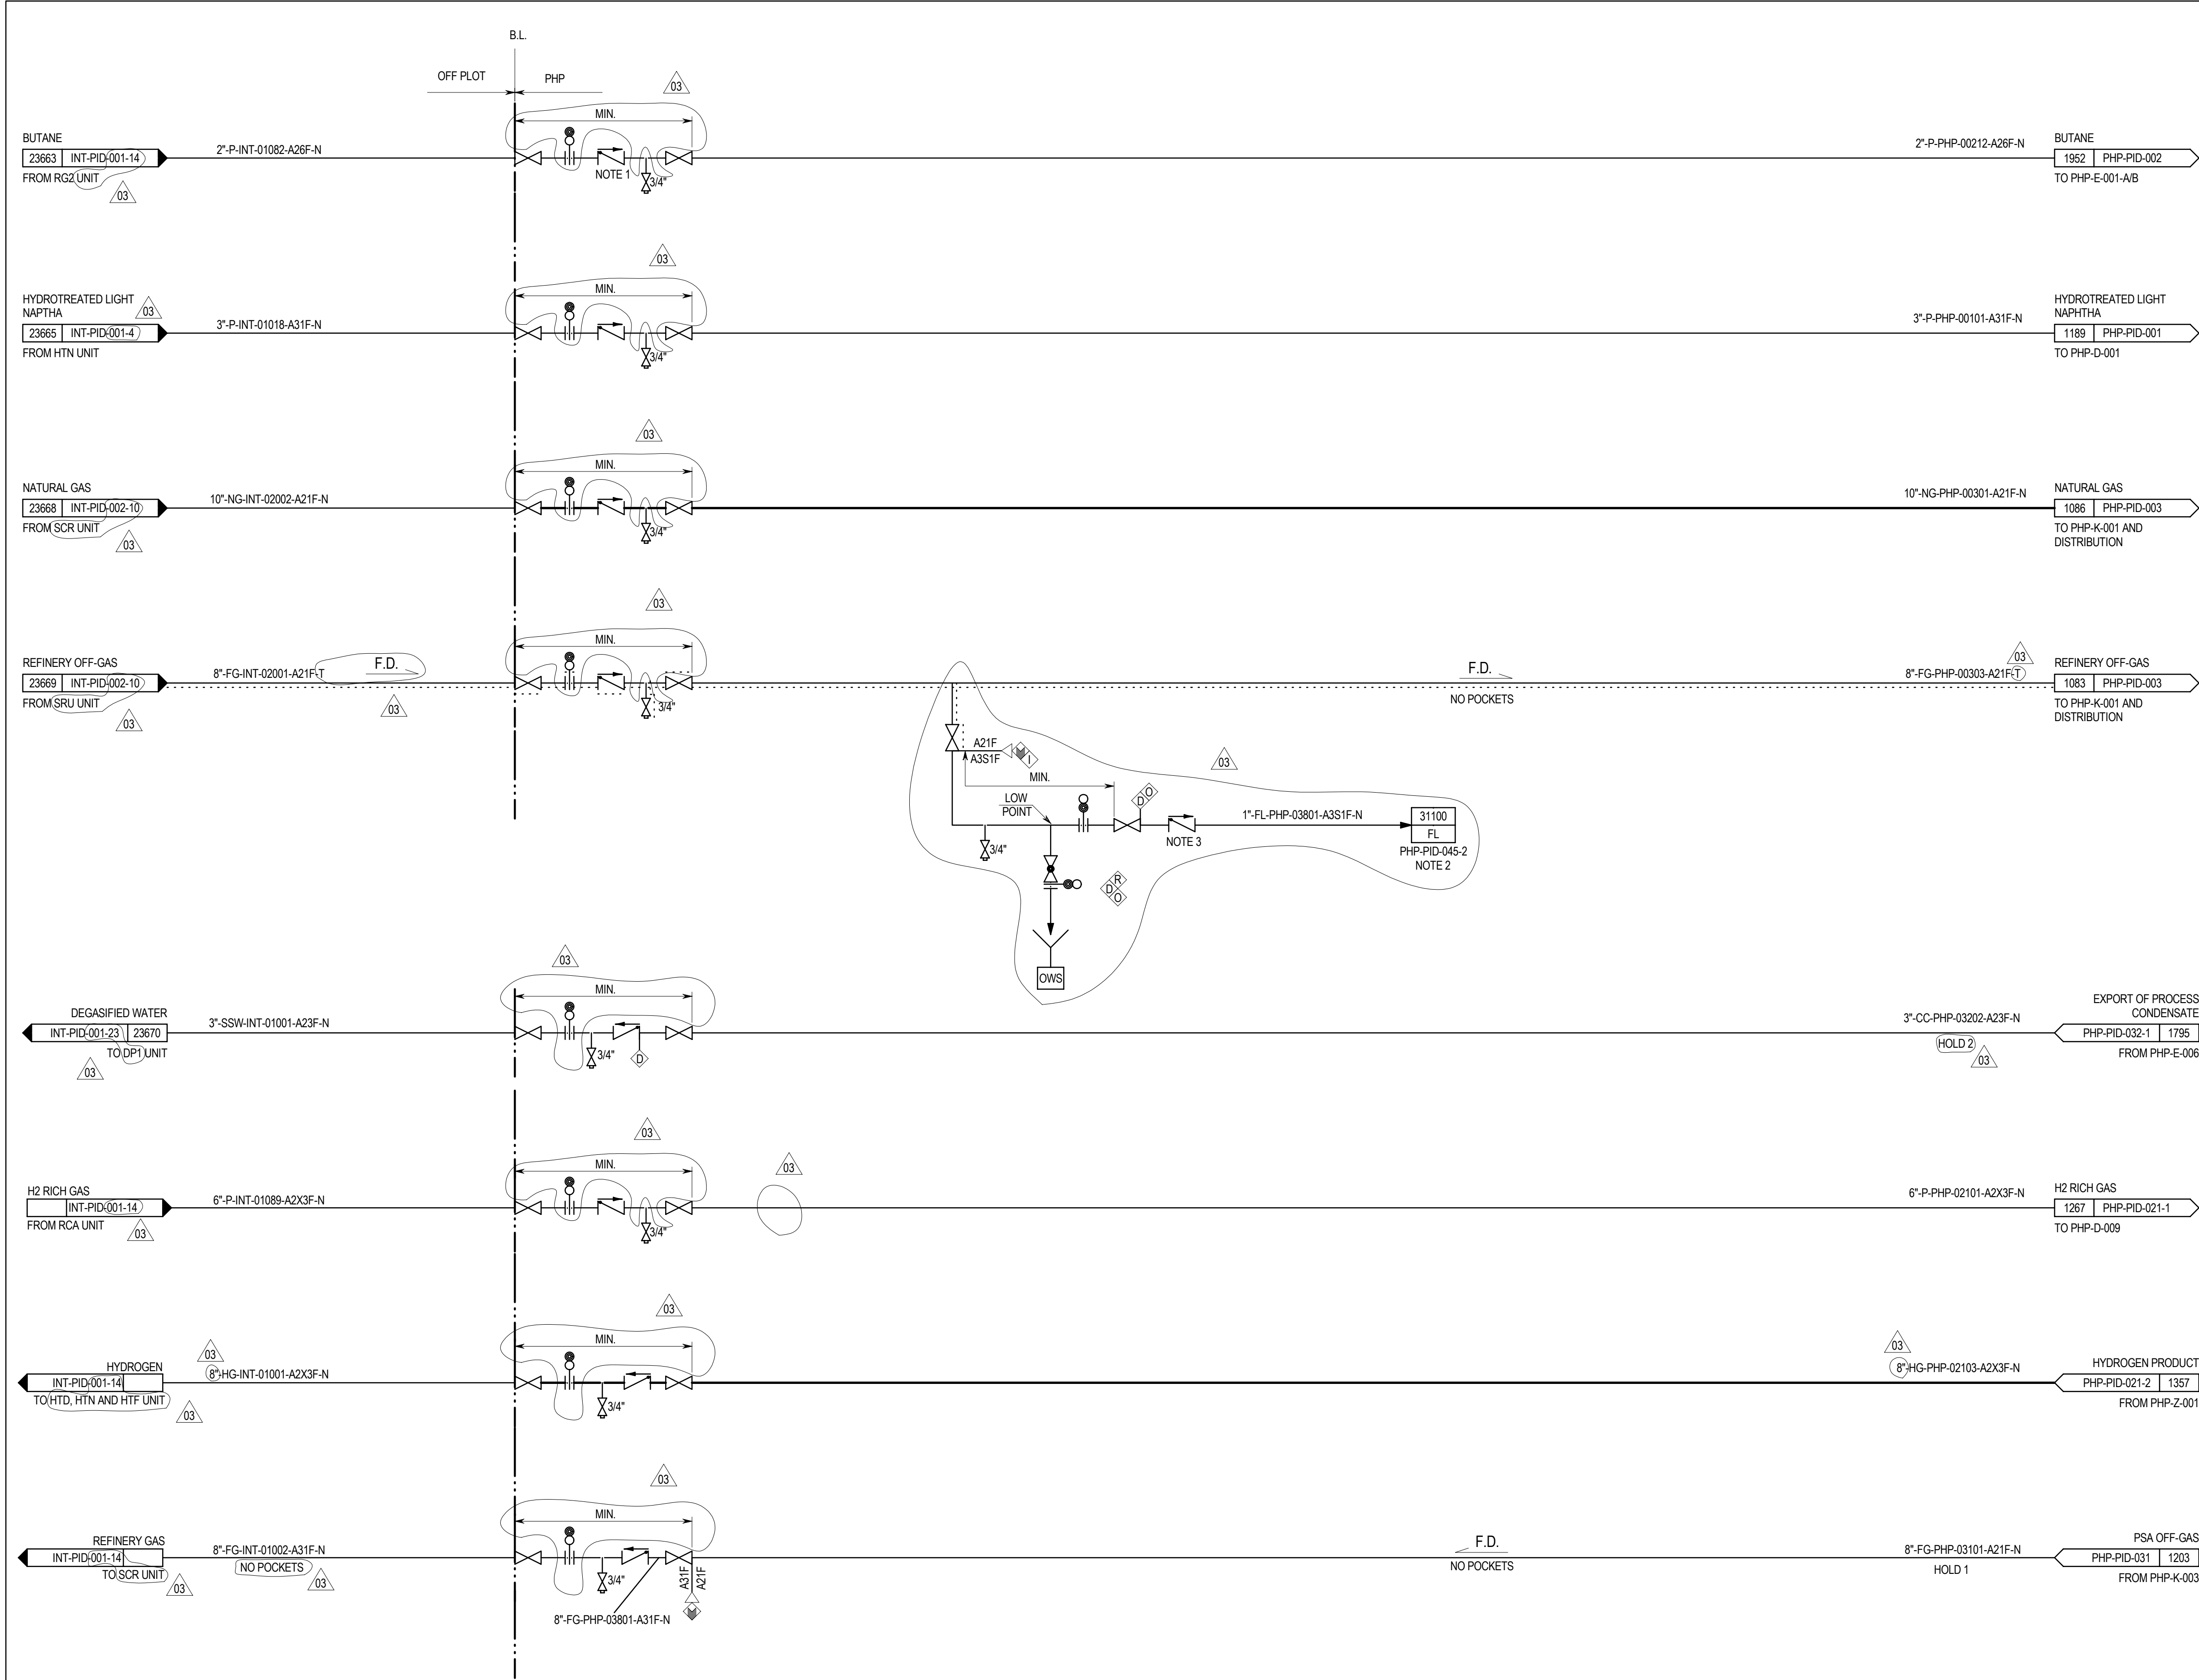 B.L.
OFF PLOT
PHP
03
MIN.
BUTANE
23663 INT-PID-001-14
FROM RG2 UNIT
03
2"-P-INT-01082-A26F-N
NOTE 1
3/4"
2"-P-PHP-00212-A26F-N
BUTANE
1952 PHP-PID-002
TO PHP-E-001-A/B
03
MIN.
HYDROTREATED LIGHT
NAPTHA
03
23665 INT-PID-001-4
FROM HTN UNIT
3"-P-INT-01018-A31F-N
3/4"
3"-P-PHP-00101-A31F-N
HYDROTREATED LIGHT
NAPHTHA
1189 PHP-PID-001
TO PHP-D-001
03
MIN.
NATURAL GAS
23668 INT-PID-002-10
FROM SCR UNIT
03
10"-NG-INT-02002-A21F-N
3/4"
10"-NG-PHP-00301-A21F-N
NATURAL GAS
1086 PHP-PID-003
TO PHP-K-001 AND
DISTRIBUTION
03
MIN.
REFINERY OFF-GAS
23669 INT-PID-002-10
FROM SRU UNIT
03
8"-FG-INT-02001-A21F-T
F.D.
03
3/4"
F.D.
NO POCKETS
03
8"-FG-PHP-00303-A21F-T
REFINERY OFF-GAS
1083 PHP-PID-003
TO PHP-K-001 AND
DISTRIBUTION
A21F
A3S1F
I
03
MIN.
LOW
POINT
D O
1"-FL-PHP-03801-A3S1F-N
31100
FL
3/4"
NOTE 3
PHP-PID-045-2
NOTE 2
R
D
O
OWS
03
MIN.
DEGASIFIED WATER
INT-PID-001-23 23670
TO DP1 UNIT
03
3"-SSW-INT-01001-A23F-N
3/4"
D
3"-CC-PHP-03202-A23F-N
HOLD 2
03
EXPORT OF PROCESS
CONDENSATE
PHP-PID-032-1 1795
FROM PHP-E-006
03
MIN.
03
H2 RICH GAS
INT-PID-001-14
FROM RCA UNIT
03
6"-P-INT-01089-A2X3F-N
3/4"
6"-P-PHP-02101-A2X3F-N
H2 RICH GAS
1267 PHP-PID-021-1
TO PHP-D-009
03
MIN.
HYDROGEN
INT-PID-001-14
TO HTD, HTN AND HTF UNIT
03
03
8"-HG-INT-01001-A2X3F-N
3/4"
03
8"-HG-PHP-02103-A2X3F-N
HYDROGEN PRODUCT
PHP-PID-021-2 1357
FROM PHP-Z-001
03
MIN.
REFINERY GAS
INT-PID-001-14
TO SCR UNIT
03
8"-FG-INT-01002-A31F-N
NO POCKETS
03
3/4"
A31F
A21F
8"-FG-PHP-03801-A31F-N
F.D.
NO POCKETS
8"-FG-PHP-03101-A21F-N
HOLD 1
PSA OFF-GAS
PHP-PID-031 1203
FROM PHP-K-003